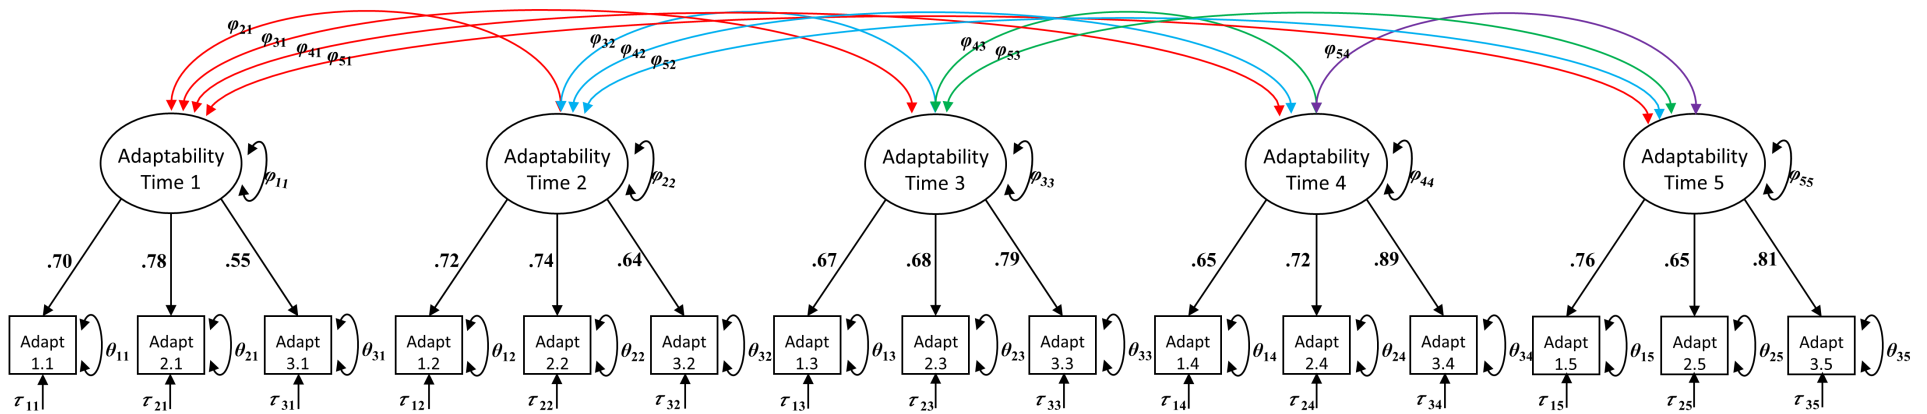 φ21
φ31
φ41
φ51
φ32
φ42
φ52
φ43
φ53
φ54
Adaptability
Time 1
φ11
Adaptability
Time 2
φ22
Adaptability
Time 3
φ33
Adaptability
Time 4
φ44
Adaptability
Time 5
φ55
.70
.78
.55
.72
.74
.64
.67
.68
.79
.65
.72
.89
.76
.65
.81
Adapt
1.1
θ11
Adapt
2.1
θ21
Adapt
3.1
θ31
Adapt
1.2
θ12
Adapt
2.2
θ22
Adapt
3.2
θ32
Adapt
1.3
θ13
Adapt
2.3
θ23
Adapt
3.3
θ33
Adapt
1.4
θ14
Adapt
2.4
θ24
Adapt
3.4
θ34
Adapt
1.5
θ15
Adapt
2.5
θ25
Adapt
3.5
θ35
τ11
τ21
τ31
τ12
τ22
τ32
τ13
τ23
τ33
τ14
τ24
τ34
τ15
τ25
τ35